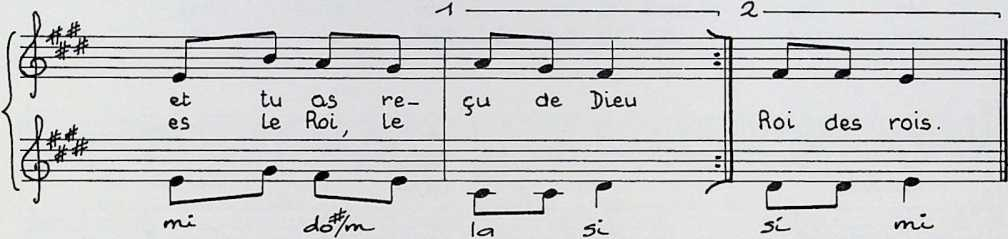 1 2
et tu as re- çu de Dieu
es le Roi, le Roi des rois.
mi do#/m la si si mi